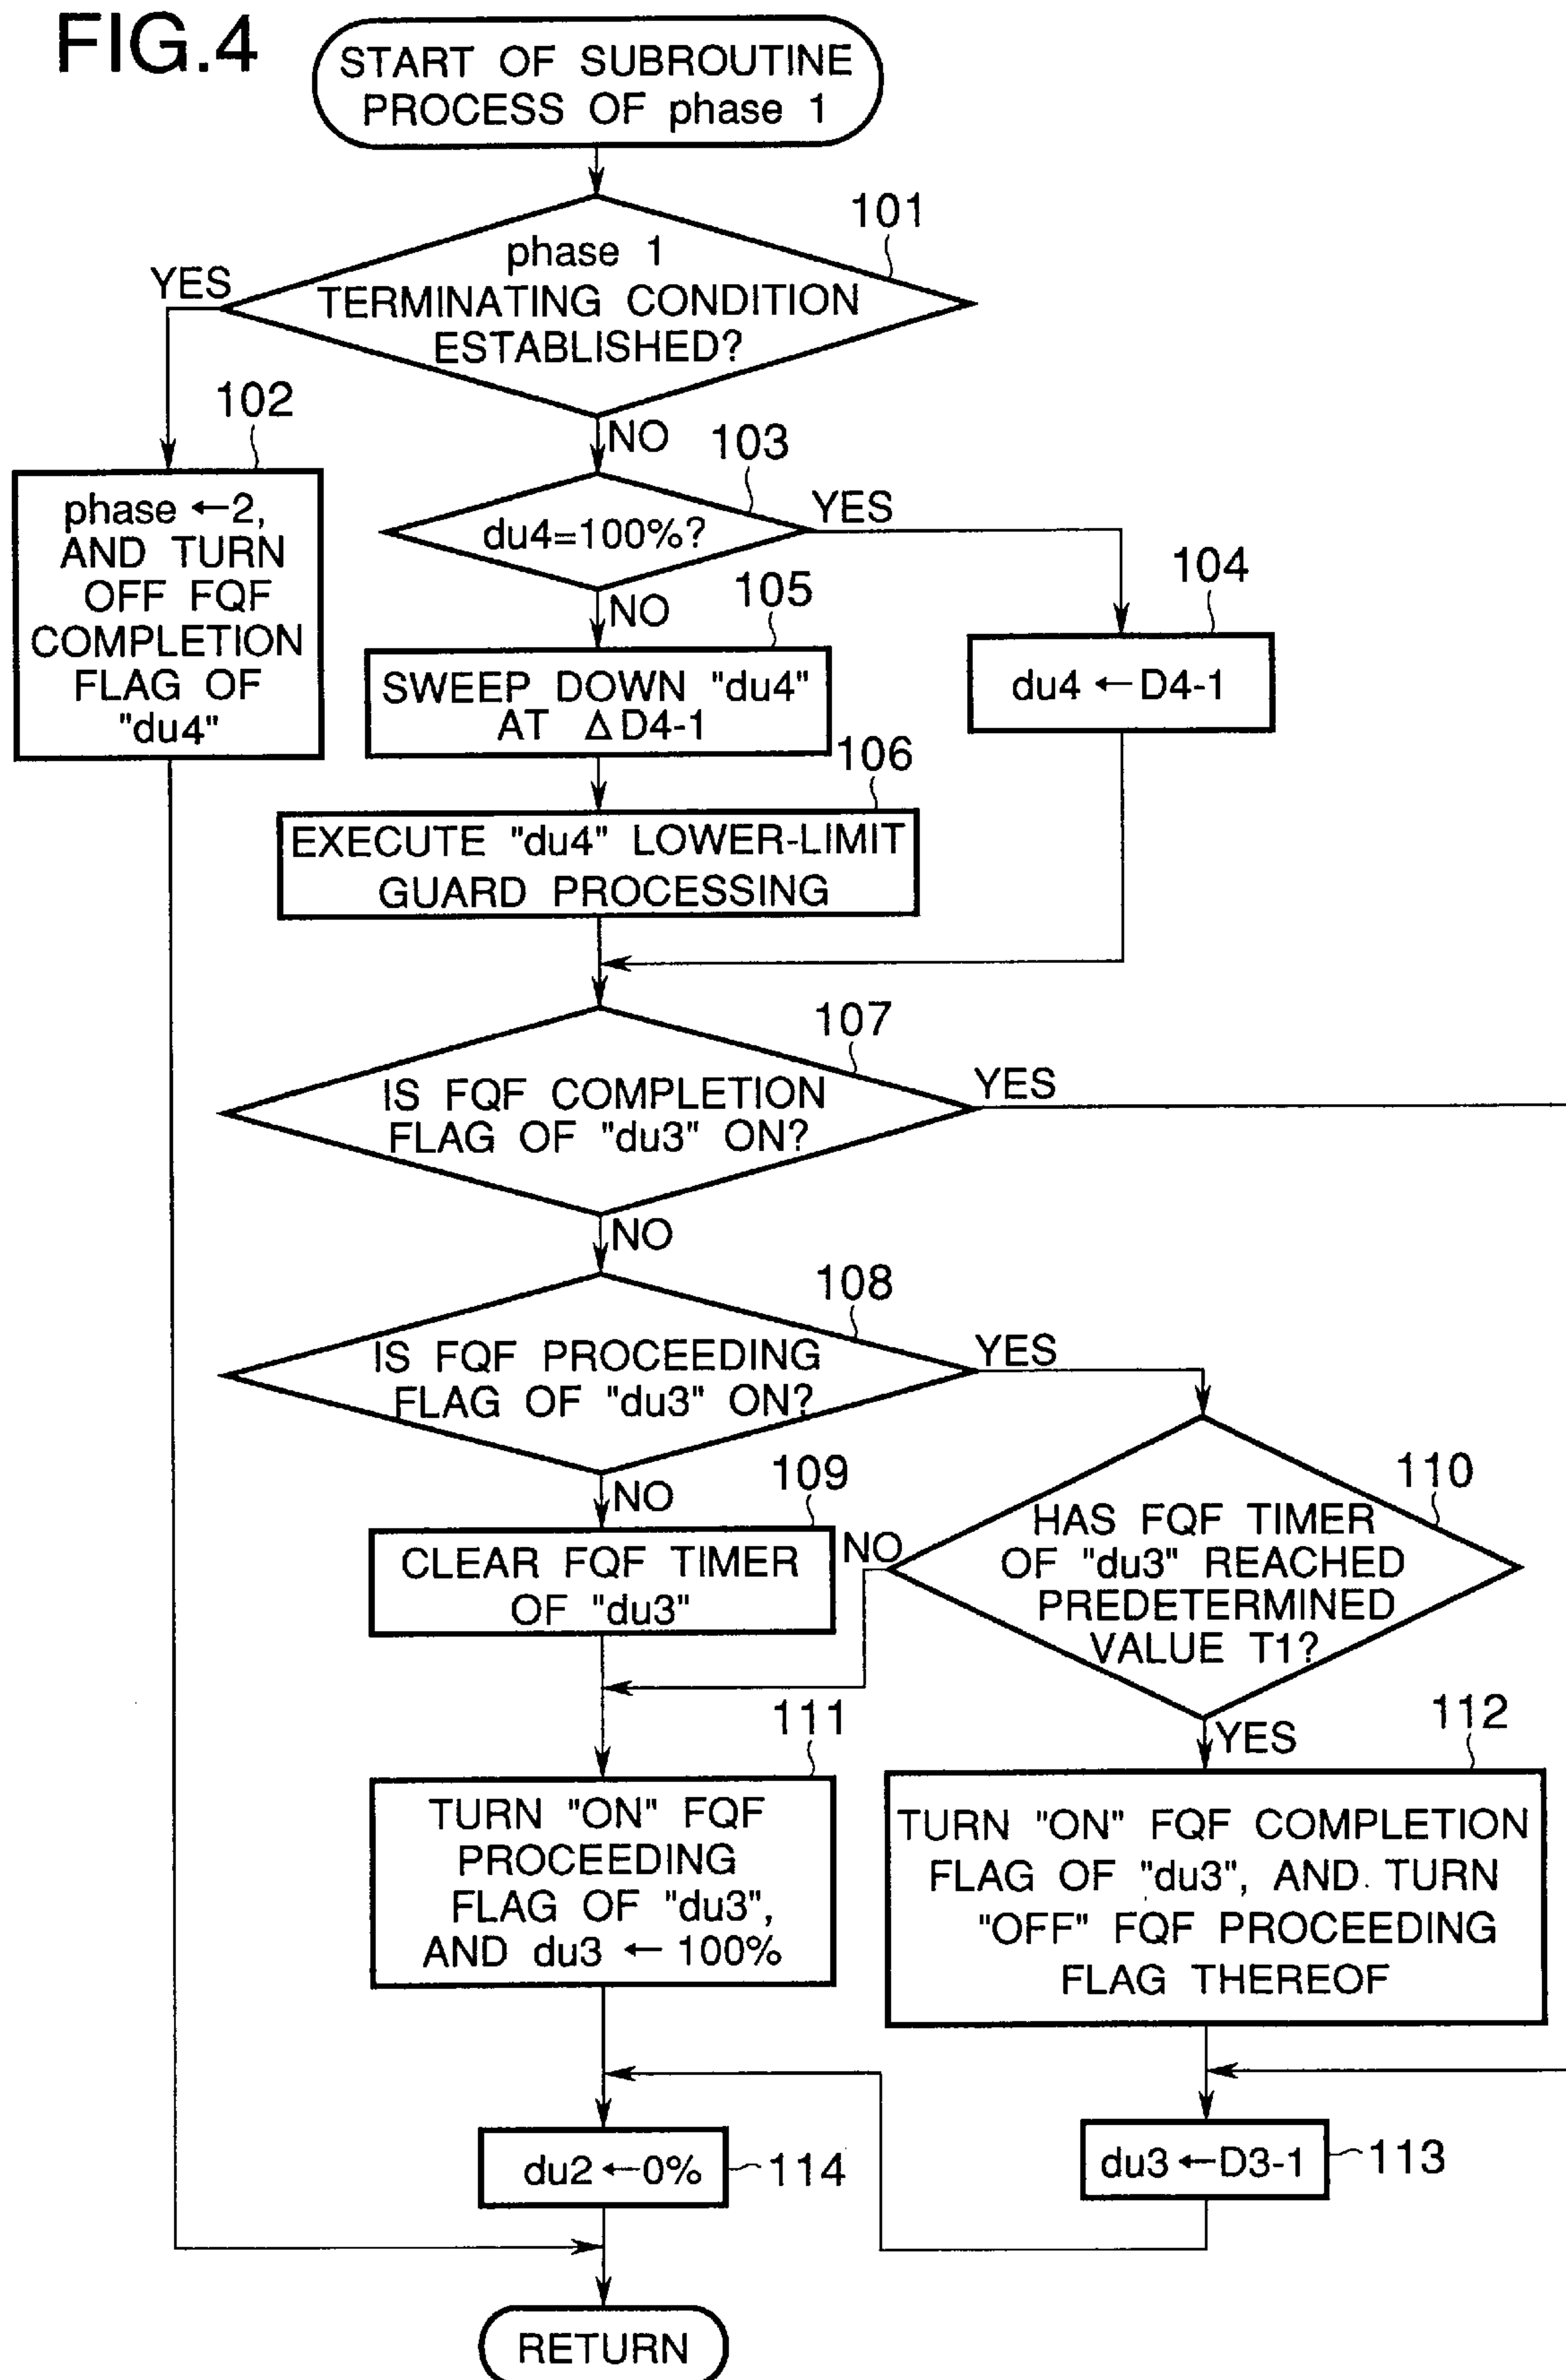 FIG.4
START OF SUBROUTINE
PROCESS OF phase 1
101
phase 1
TERMINATING CONDITION
ESTABLISHED?
YES
NO
102
phase ←2,
AND TURN
OFF FQF
COMPLETION
FLAG OF
"du4"
103
du4=100%?
YES
NO
104
du4 ← D4-1
105
SWEEP DOWN "du4"
AT ΔD4-1
106
EXECUTE "du4" LOWER-LIMIT
GUARD PROCESSING
107
IS FQF COMPLETION
FLAG OF "du3" ON?
YES
NO
108
IS FQF PROCEEDING
FLAG OF "du3" ON?
YES
NO
109
CLEAR FQF TIMER
OF "du3"
110
HAS FQF TIMER
OF "du3" REACHED
PREDETERMINED
VALUE T1?
NO
YES
111
TURN "ON" FQF
PROCEEDING
FLAG OF "du3",
AND du3 ← 100%
112
TURN "ON" FQF COMPLETION
FLAG OF "du3", AND TURN
"OFF" FQF PROCEEDING
FLAG THEREOF
du3 ←D3-1
113
du2 ←0%
114
RETURN